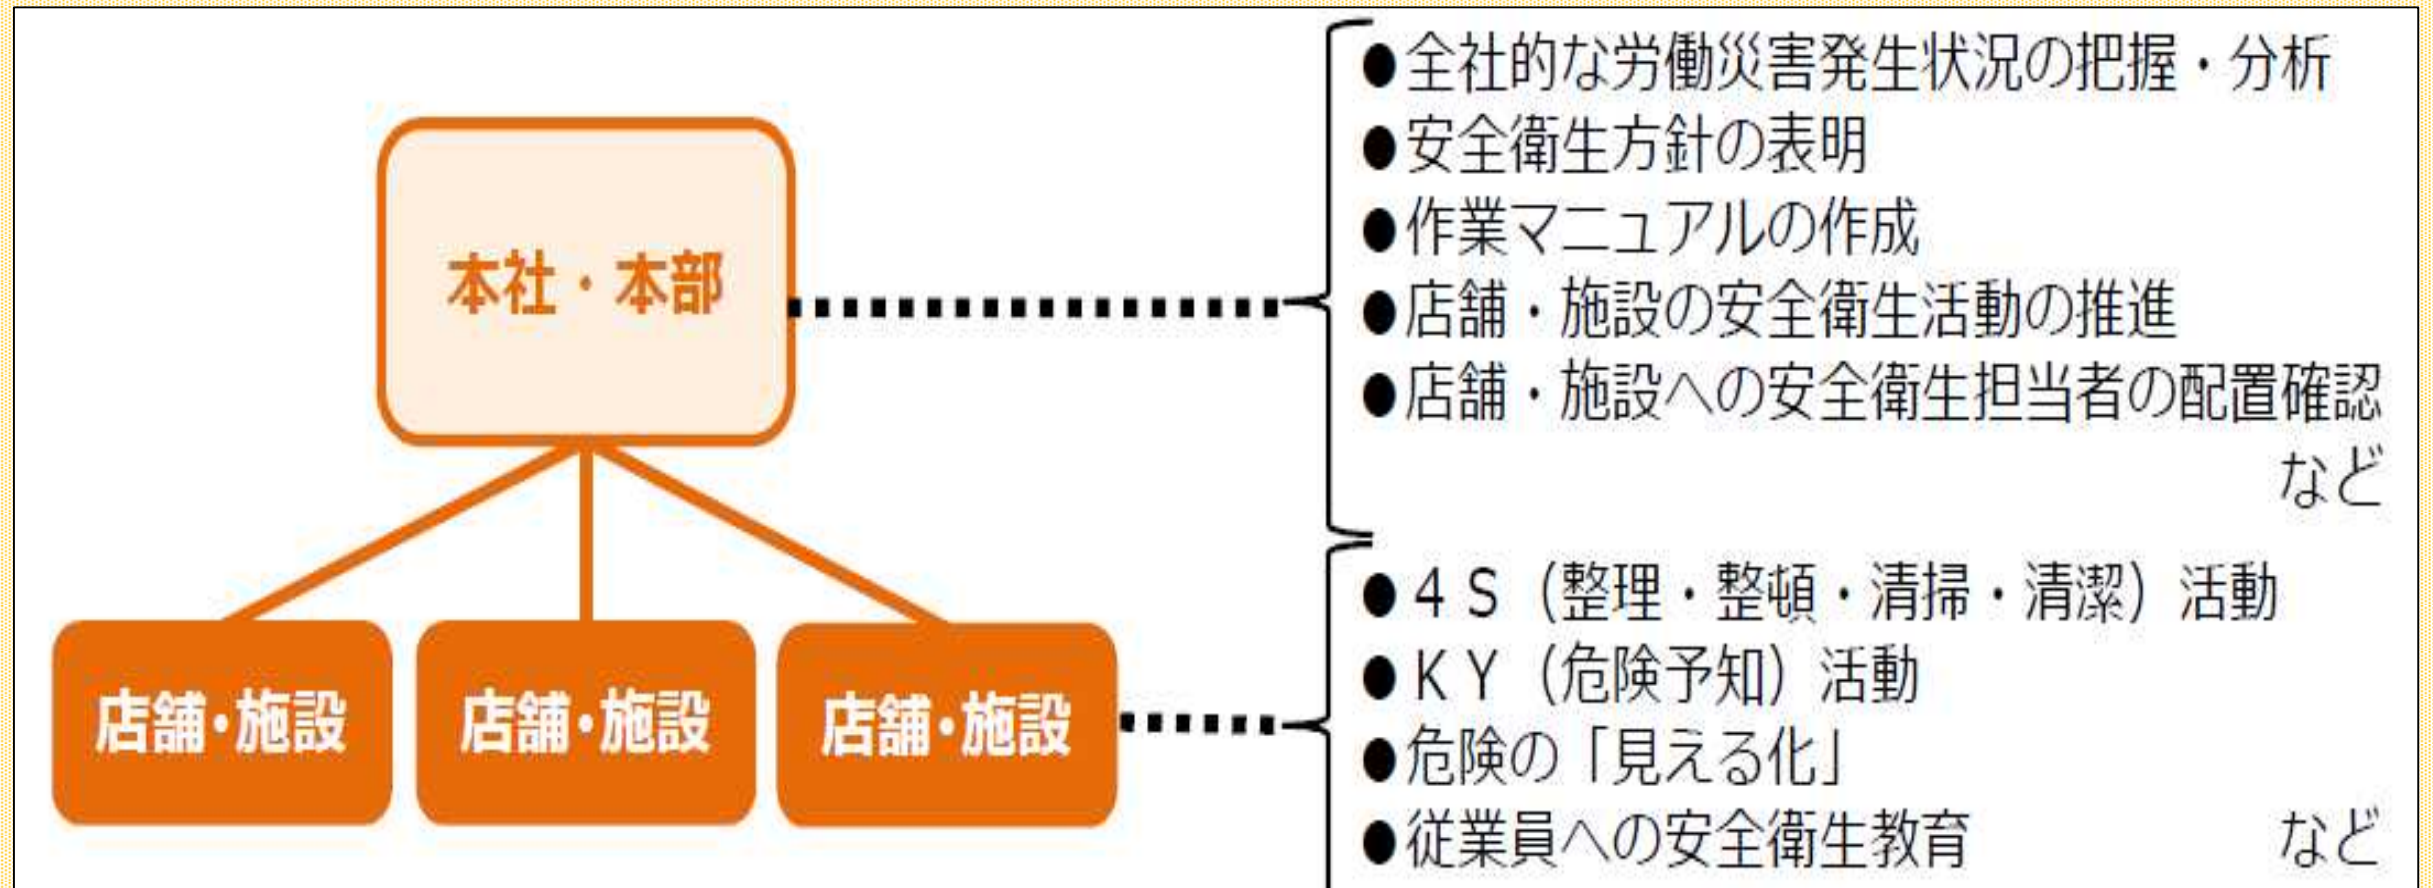 本社・本部
店舗・施設
店舗・施設
店舗・施設
●全社的な労働災害発生状況の把握・分析
●安全衛生方針の表明
●作業マニュアルの作成
●店舗・施設の安全衛生活動の推進
●店舗・施設への安全衛生担当者の配置確認
など
●４Ｓ（整理・整頓・清掃・清潔）活動
●ＫＹ（危険予知）活動
●危険の「見える化」
●従業員への安全衛生教育　など